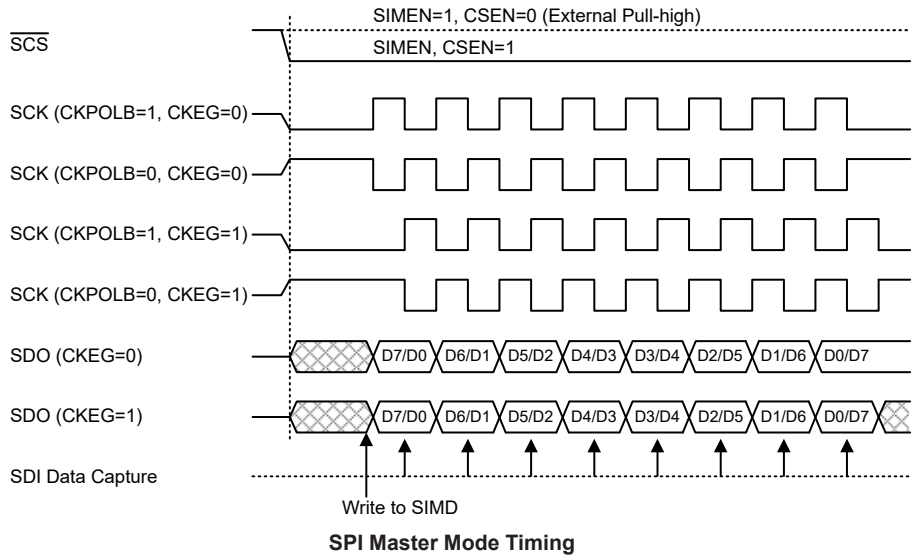 SIMEN=1, CSEN=0 (External Pull-high)
SCS
SIMEN, CSEN=1
SCK (CKPOLB=1, CKEG=0)
SCK (CKPOLB=0, CKEG=0)
SCK (CKPOLB=1, CKEG=1)
SCK (CKPOLB=0, CKEG=1)
SDO (CKEG=0) D7/D0 D6/D1 D5/D2 D4/D3 D3/D4 D2/D5 D1/D6 D0/D7
SDO (CKEG=1) D7/D0 D6/D1 D5/D2 D4/D3 D3/D4 D2/D5 D1/D6 D0/D7
SDI Data Capture
Write to SIMD
SPI Master Mode Timing